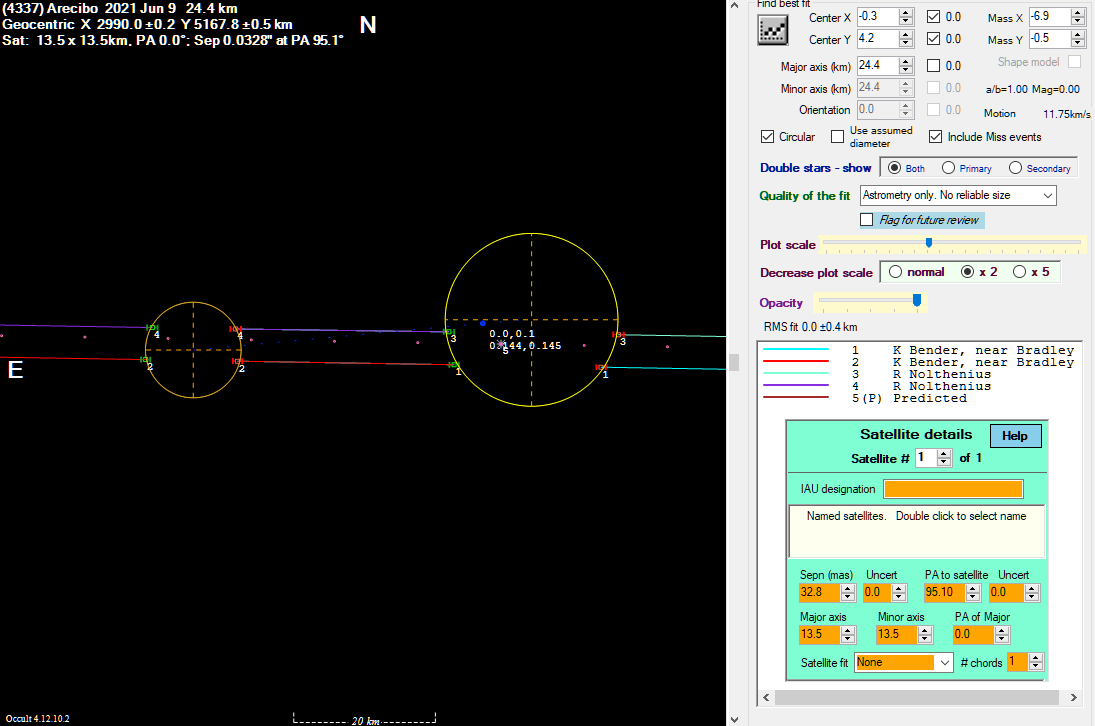 (4337) Arecibo  2021 Jun 9   24.4 km
Geocentric X  2990.0 ±0.2  Y 5167.8 ±0.5 km
Sat:  13.5 x 13.5km, PA 0.0°; Sep 0.0328" at PA 95.1°
N
E
4
4
2
2
3
1
3
1
0.0,0.1
0.144,0.145
5
20 km
Occult 4.12.10.2
Find best fit
Center X -0.3 0.0 Mass X -6.9
Center Y 4.2 0.0 Mass Y -0.5
Major axis (km) 24.4 0.0 Shape model
Minor axis (km) 24.4 0.0 a/b=1.00 Mag=0.00
Orientation 0.0 0.0 Motion 11.75km/s
Circular Use assumed diameter Include Miss events
Double stars - show Both Primary Secondary
Quality of the fit Astrometry only. No reliable size
Flag for future review
Plot scale
Decrease plot scale normal x 2 x 5
Opacity
RMS fit 0.0 ±0.4 km
1 K Bender, near Bradley
2 K Bender, near Bradley
3 R Nolthenius
4 R Nolthenius
5(P) Predicted
Satellite details Help
Satellite # 1 of 1
IAU designation
Named satellites. Double click to select name
Sepn (mas) Uncert PA to satellite Uncert
32.8 0.0 95.10 0.0
Major axis Minor axis PA of Major
13.5 13.5 0.0
Satellite fit None # chords 1